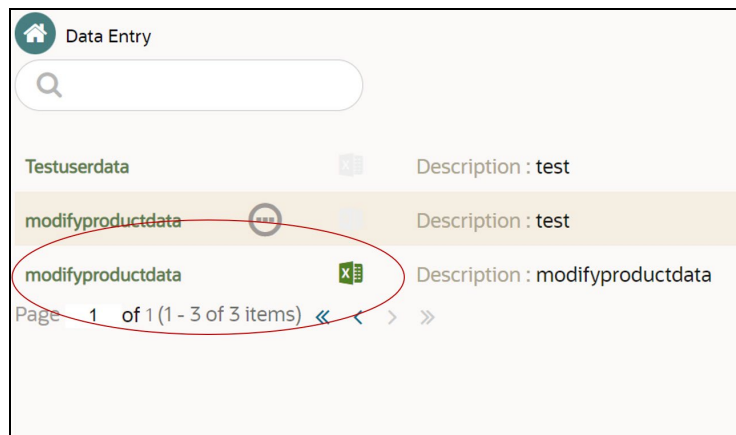 Data Entry
Testuserdata Description : test
modifyproductdata Description : test
modifyproductdata Description : modifyproductdata
Page 1 of 1 (1 - 3 of 3 items)